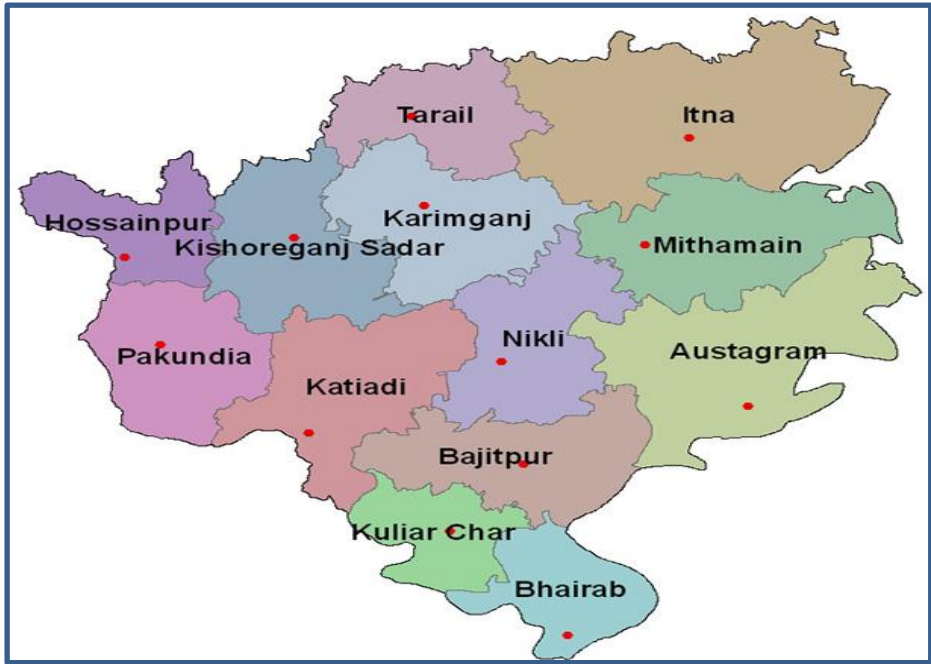 Tarail
Itna
Hossainpur
Karimganj
Kishoreganj Sadar
Mithamain
Nikli
Pakundia
Austagram
Katiadi
Bajitpur
Kuliar Char
Bhairab